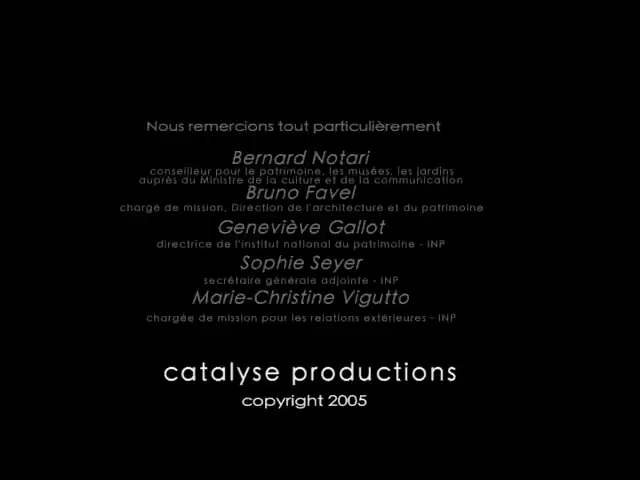 Nous remercions tout particulièrement
Bernard Notari
conseilleur pour le patrimoine, les musées, les jardins
auprès du Ministre de la culture et de la communication
Bruno Favel
chargé de mission, Direction de l'architecture et du patrimoine
Geneviève Gallot
directrice de l'institut national du patrimoine - INP
Sophie Seyer
secrétaire générale adjointe - INP
Marie-Christine Vigutto
chargée de mission pour les relations extérieures - INP
catalyse productions
copyright 2005